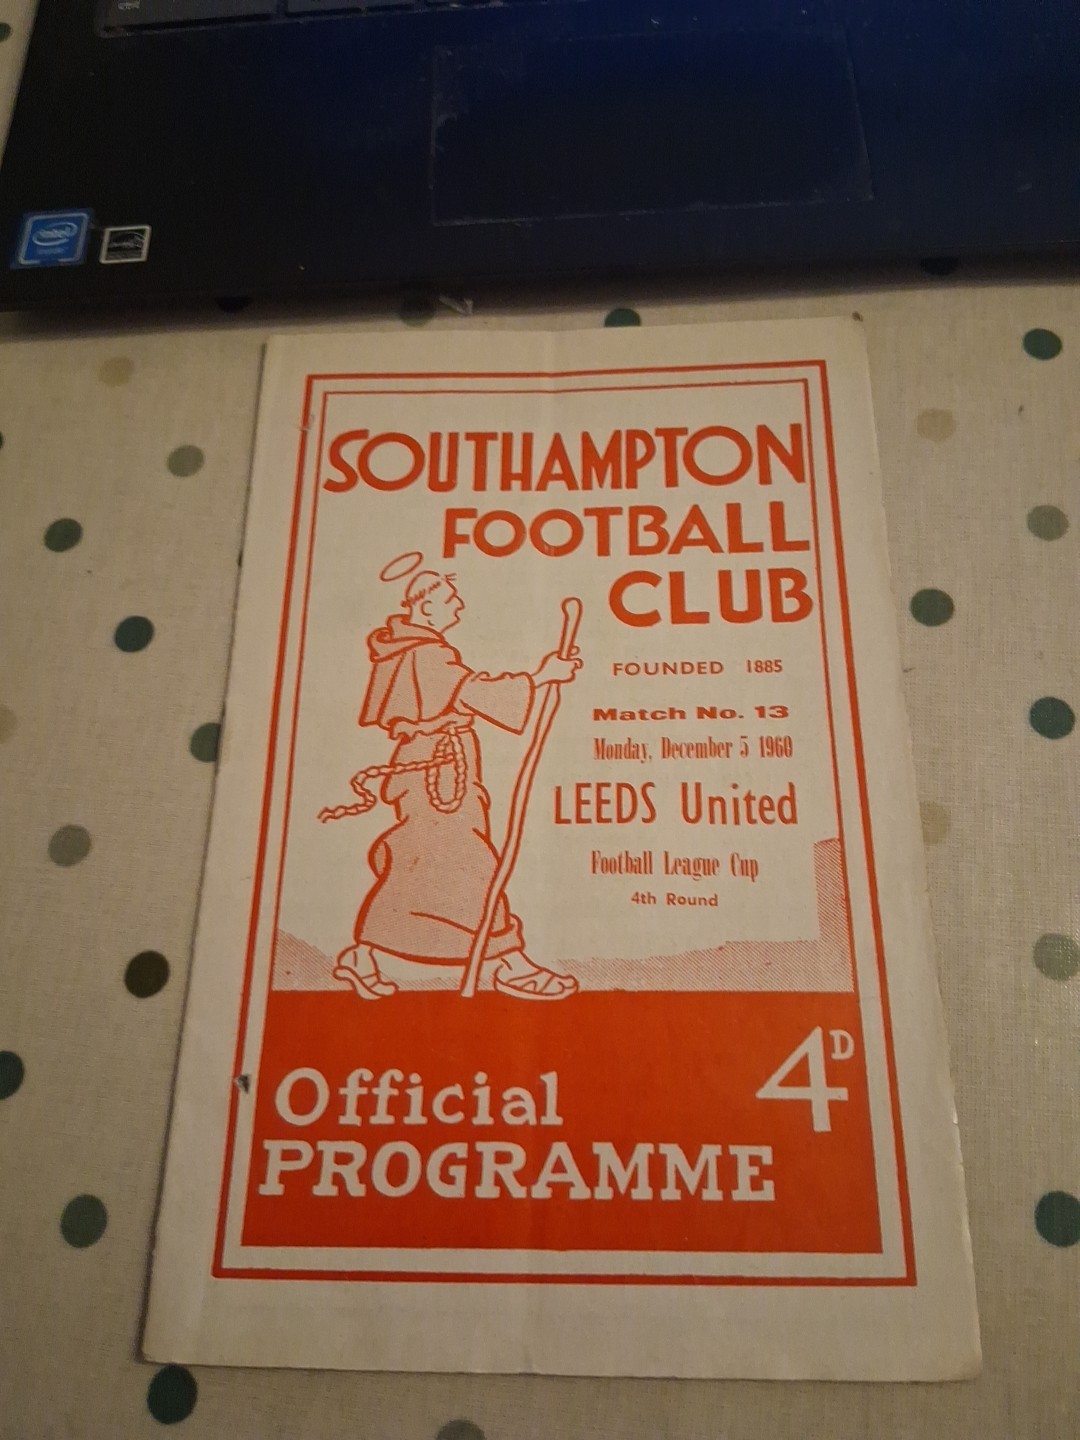 intel
SOUTHAMPTON
FOOTBALL
CLUB
FOUNDED 1885
Match No. 13
Monday, December 5 1960
LEEDS United
Football League Cup
4th Round
4D
Official
PROGRAMME